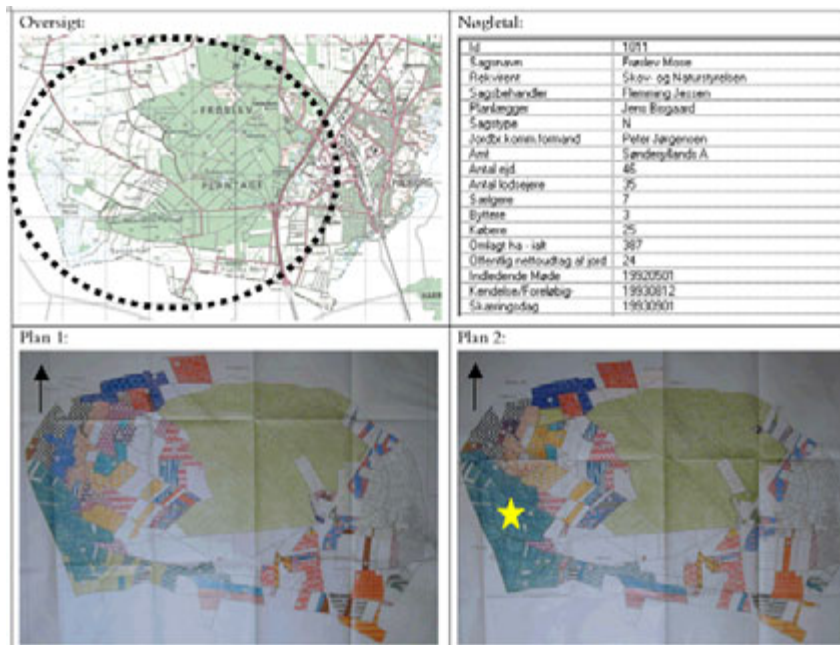 Oversigt:
FRØSLEV
PLANTAGE
Nøgletal:
Id 1011
Sagsnavn Frøslev Mose
Rekvirent Skov- og Naturstyrelsen
Sagsbehandler Flemming Jessen
Planlægger Jens Bisgaard
Sagstype N
Jordbr.komm.formand Peter Jørgensen
Amt Sønderjyllands A
Antal ejd. 46
Antal lodsejere 35
Sælgere 7
Byttere 3
Købere 25
Omlagt ha - ialt 387
Offentlig nettoudtag af jord 24
Indledende Møde 19920501
Kendelse/Foreløbig- 19930812
Skæringsdag 19930901
Plan 1:
Plan 2: